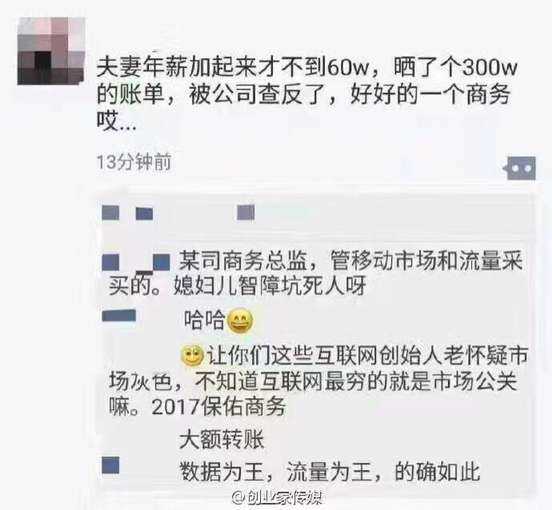 夫妻年薪加起来才不到60w，晒了个300w
的账单，被公司查反了，好好的一个商务
哎...
13分钟前
某司商务总监，管移动市场和流量采
买的。媳妇儿智障坑死人呀
哈哈😄
🙂让你们这些互联网创始人老怀疑市
场灰色，不知道互联网最穷的就是市场公关
嘛。2017保佑商务
大额转账
数据为王，流量为王，的确如此
@创业家传媒